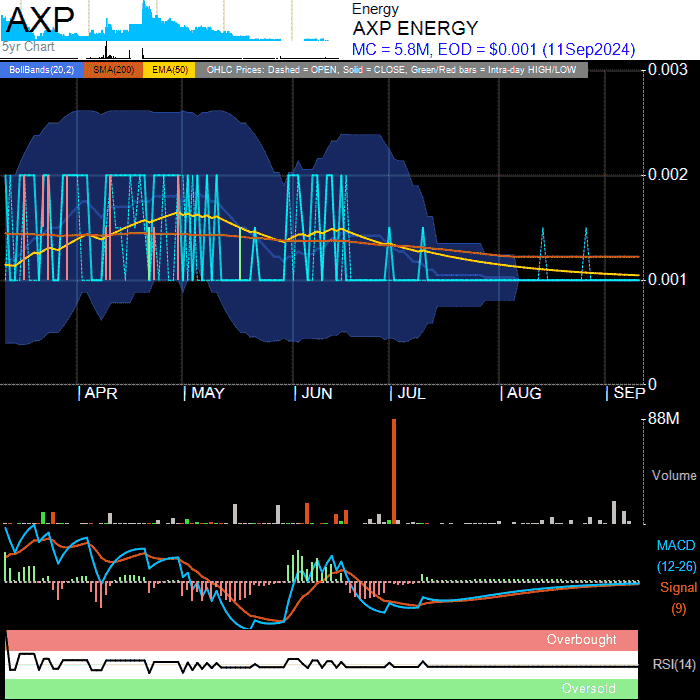 AXP
5yr Chart
Energy
AXP ENERGY
MC = 5.8M, EOD = $0.001 (11Sep2024)
BollBands(20,2) SMA(200) EMA(50) OHLC Prices: Dashed = OPEN, Solid = CLOSE, Green/Red bars = Intra-day HIGH/LOW
0.003
0.002
0.001
0
| APR | MAY | JUN | JUL | AUG | SEP
88M
Volume
MACD
(12-26)
Signal
(9)
Overbought
RSI(14)
Oversold